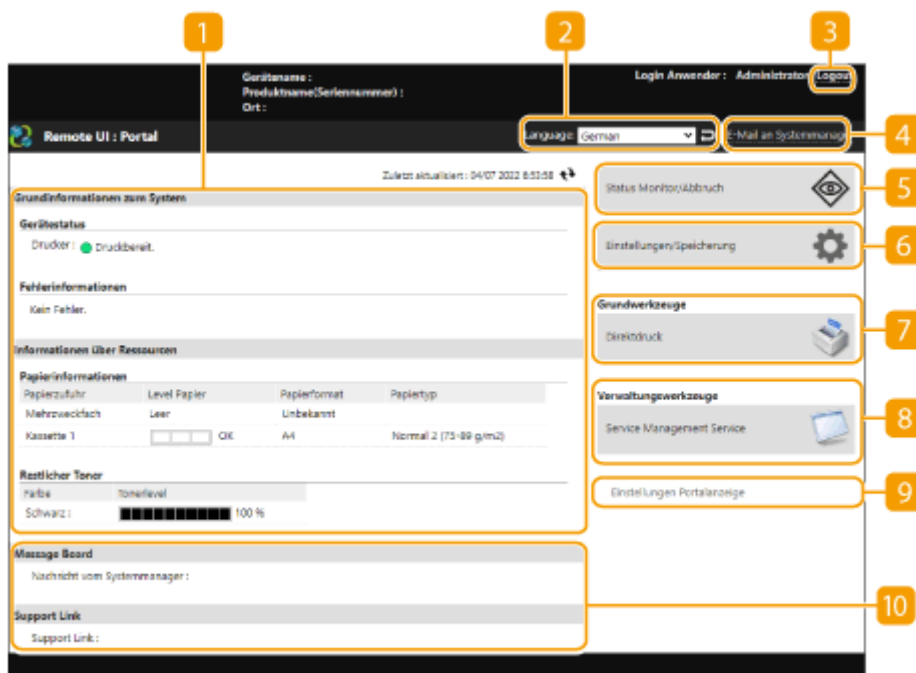 1
2
3
Gerätename :
Produktname(Seriennummer) :
Ort :
Login Anwender : Administrator Logout
Remote UI : Portal
Language: German
E-Mail an Systemmanager
4
Zuletzt aktualisiert : 04/07 2022 8:53:58
Grundinformationen zum System
Gerätestatus
Drucker : Druckbereit.
Fehlerinformationen
Kein Fehler.
Informationen über Ressourcen
Papierinformationen
Papierzufuhr Level Papier Papierformat Papiertyp
Mehrzweckfach Leer Unbekannt
Kassette 1 OK A4 Normal 2 (75-89 g/m2)
Restlicher Toner
Farbe Tonerlevel
Schwarz : 100 %
Message Board
Nachricht vom Systemmanager :
Support Link
Support Link :
Status Monitor/Abbruch
5
Einstellungen/Speicherung
6
Grundwerkzeuge
Direktdruck
7
Verwaltungswerkzeuge
Service Management Service
8
Einstellungen Portalanzeige
9
10